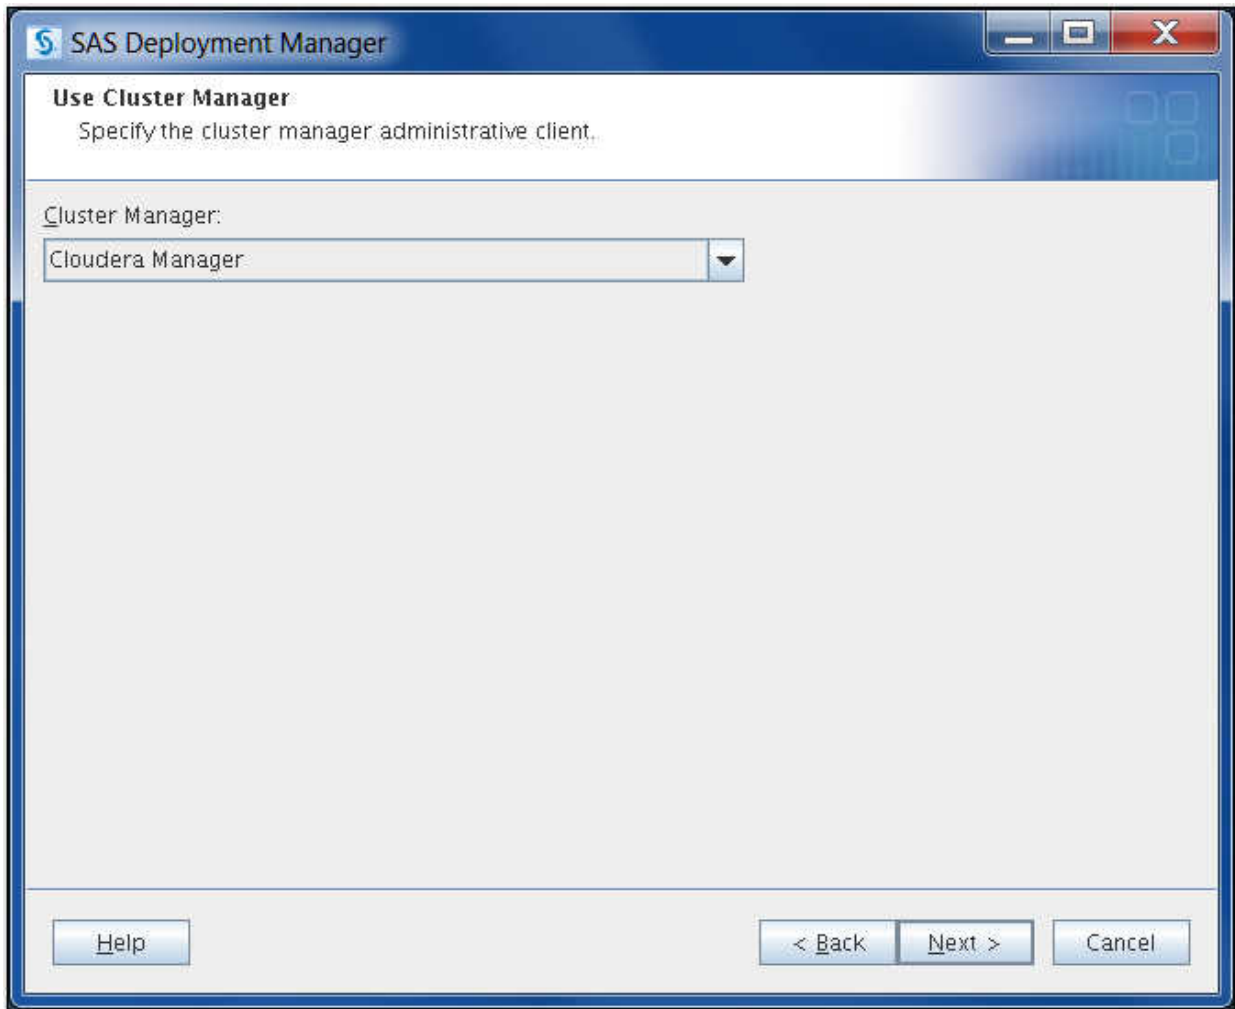 SAS Deployment Manager
Use Cluster Manager
Specify the cluster manager administrative client.
Cluster Manager:
Cloudera Manager
Help
< Back
Next >
Cancel